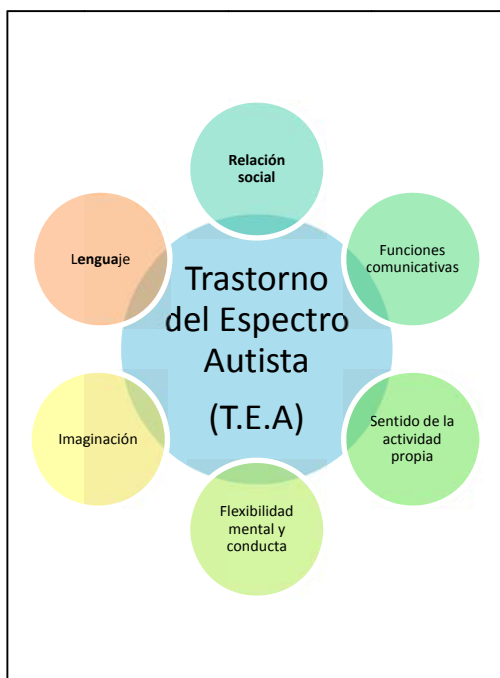 Relación
social
Lenguaje
Funciones
comunicativas
Trastorno
del Espectro
Autista
(T.E.A)
Imaginación
Sentido de la
actividad
propia
Flexibilidad
mental y
conducta